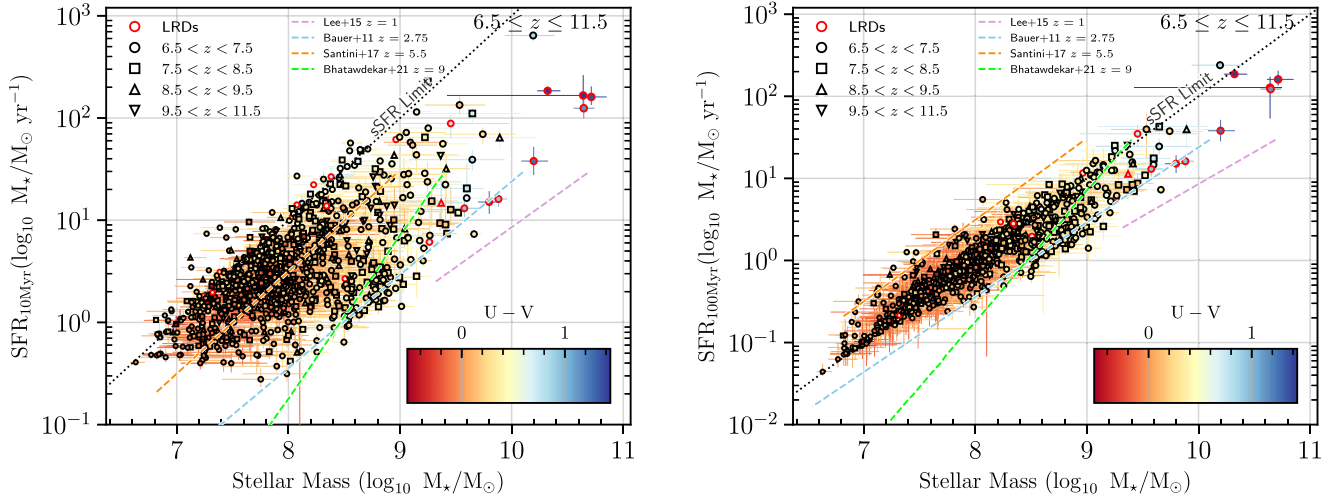 LRDs
6.5 < z < 7.5
7.5 < z < 8.5
8.5 < z < 9.5
9.5 < z < 11.5
Lee+15 z = 1
Bauer+11 z = 2.75
Santini+17 z = 5.5
Bhatawdekar+21 z = 9
6.5 ≤ z ≤ 11.5
sSFR Limit
10³
10²
10¹
10⁰
10⁻¹
SFR₁₀Myr(log₁₀ M⋆/M⊙ yr⁻¹)
U − V
0 1
7 8 9 10 11
Stellar Mass (log₁₀ M⋆/M⊙)
LRDs
6.5 < z < 7.5
7.5 < z < 8.5
8.5 < z < 9.5
9.5 < z < 11.5
Lee+15 z = 1
Bauer+11 z = 2.75
Santini+17 z = 5.5
Bhatawdekar+21 z = 9
6.5 ≤ z ≤ 11.5
sSFR Limit
10³
10²
10¹
10⁰
10⁻¹
10⁻²
SFR₁₀₀Myr(log₁₀ M⋆/M⊙ yr⁻¹)
U − V
0 1
7 8 9 10 11
Stellar Mass (log₁₀ M⋆/M⊙)